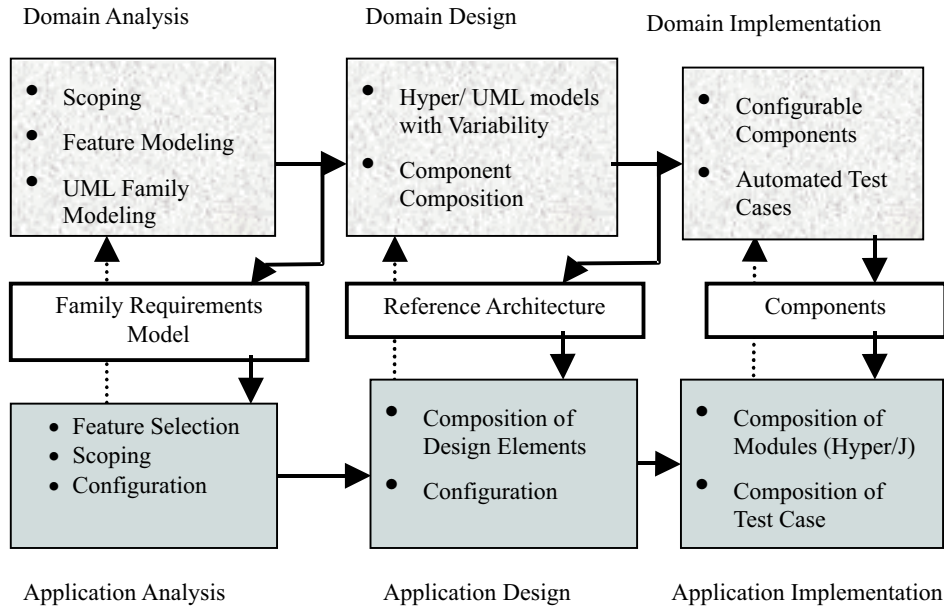 Domain Analysis
Domain Design
Domain Implementation
• Scoping
• Feature Modeling
• UML Family
Modeling
• Hyper/ UML models
with Variability
• Component
Composition
• Configurable
Components
• Automated Test
Cases
Family Requirements
Model
Reference Architecture
Components
• Feature Selection
• Scoping
• Configuration
• Composition of
Design Elements
• Configuration
• Composition of
Modules (Hyper/J)
• Composition of
Test Case
Application Analysis
Application Design
Application Implementation